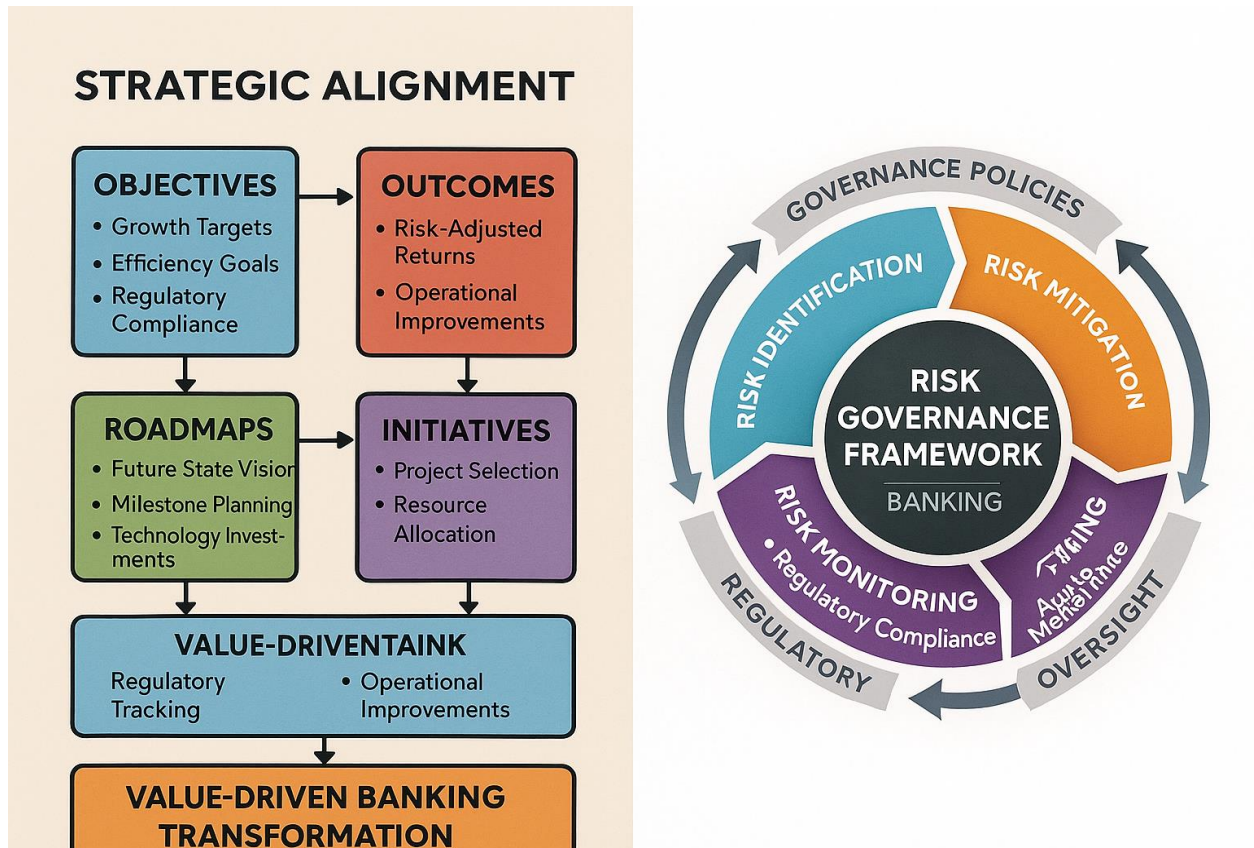 STRATEGIC ALIGNMENT
OBJECTIVES
• Growth Targets
• Efficiency Goals
• Regulatory
Compliance
OUTCOMES
• Risk-Adjusted
Returns
• Operational
Improvements
ROADMAPS
• Future State Vision
• Milestone Planning
• Technology Invest-
ments
INITIATIVES
• Project Selection
• Resource
Allocation
VALUE-DRIVENTAINK
Regulatory
Tracking
• Operational
Improvements
VALUE-DRIVEN BANKING
TRANSFORMATION
GOVERNANCE POLICIES
RISK IDENTIFICATION
RISK MITIGATION
RISK
GOVERNANCE
FRAMEWORK
BANKING
RISK MONITORING
• Regulatory Compliance
REGULATORY
OVERSIGHT